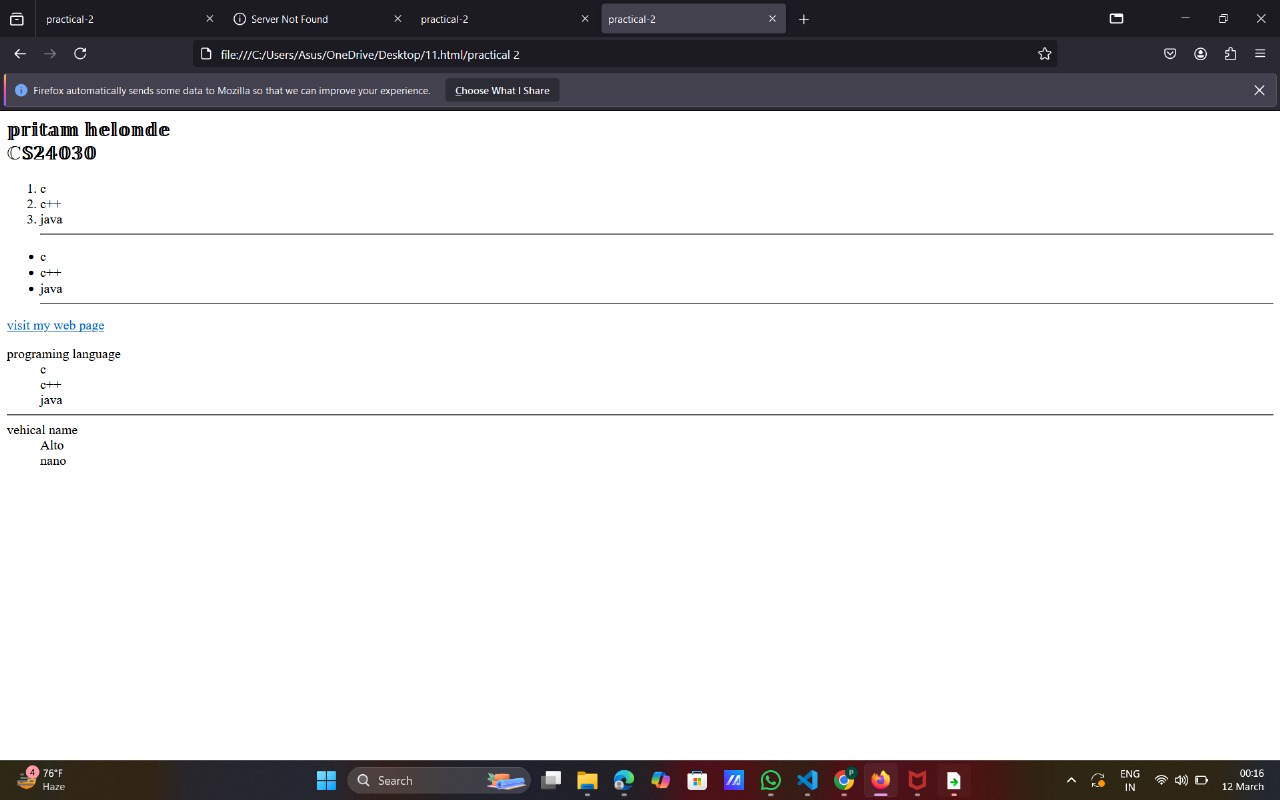 practical-2
Server Not Found
practical-2
practical-2
file:///C:/Users/Asus/OneDrive/Desktop/11.html/practical 2
Firefox automatically sends some data to Mozilla so that we can improve your experience. Choose What I Share
𝕡𝕣𝕚𝕥𝕒𝕞 𝕙𝕖𝕝𝕠𝕟𝕕𝕖
ℂ𝕊𝟚𝟜𝟘𝟛𝟘
1. c
2. c++
3. java
• c
• c++
• java
visit my web page
programing language
c
c++
java
vehical name
Alto
nano
4
76°F
Haze
Search
P
ENG
IN
00:16
12 March